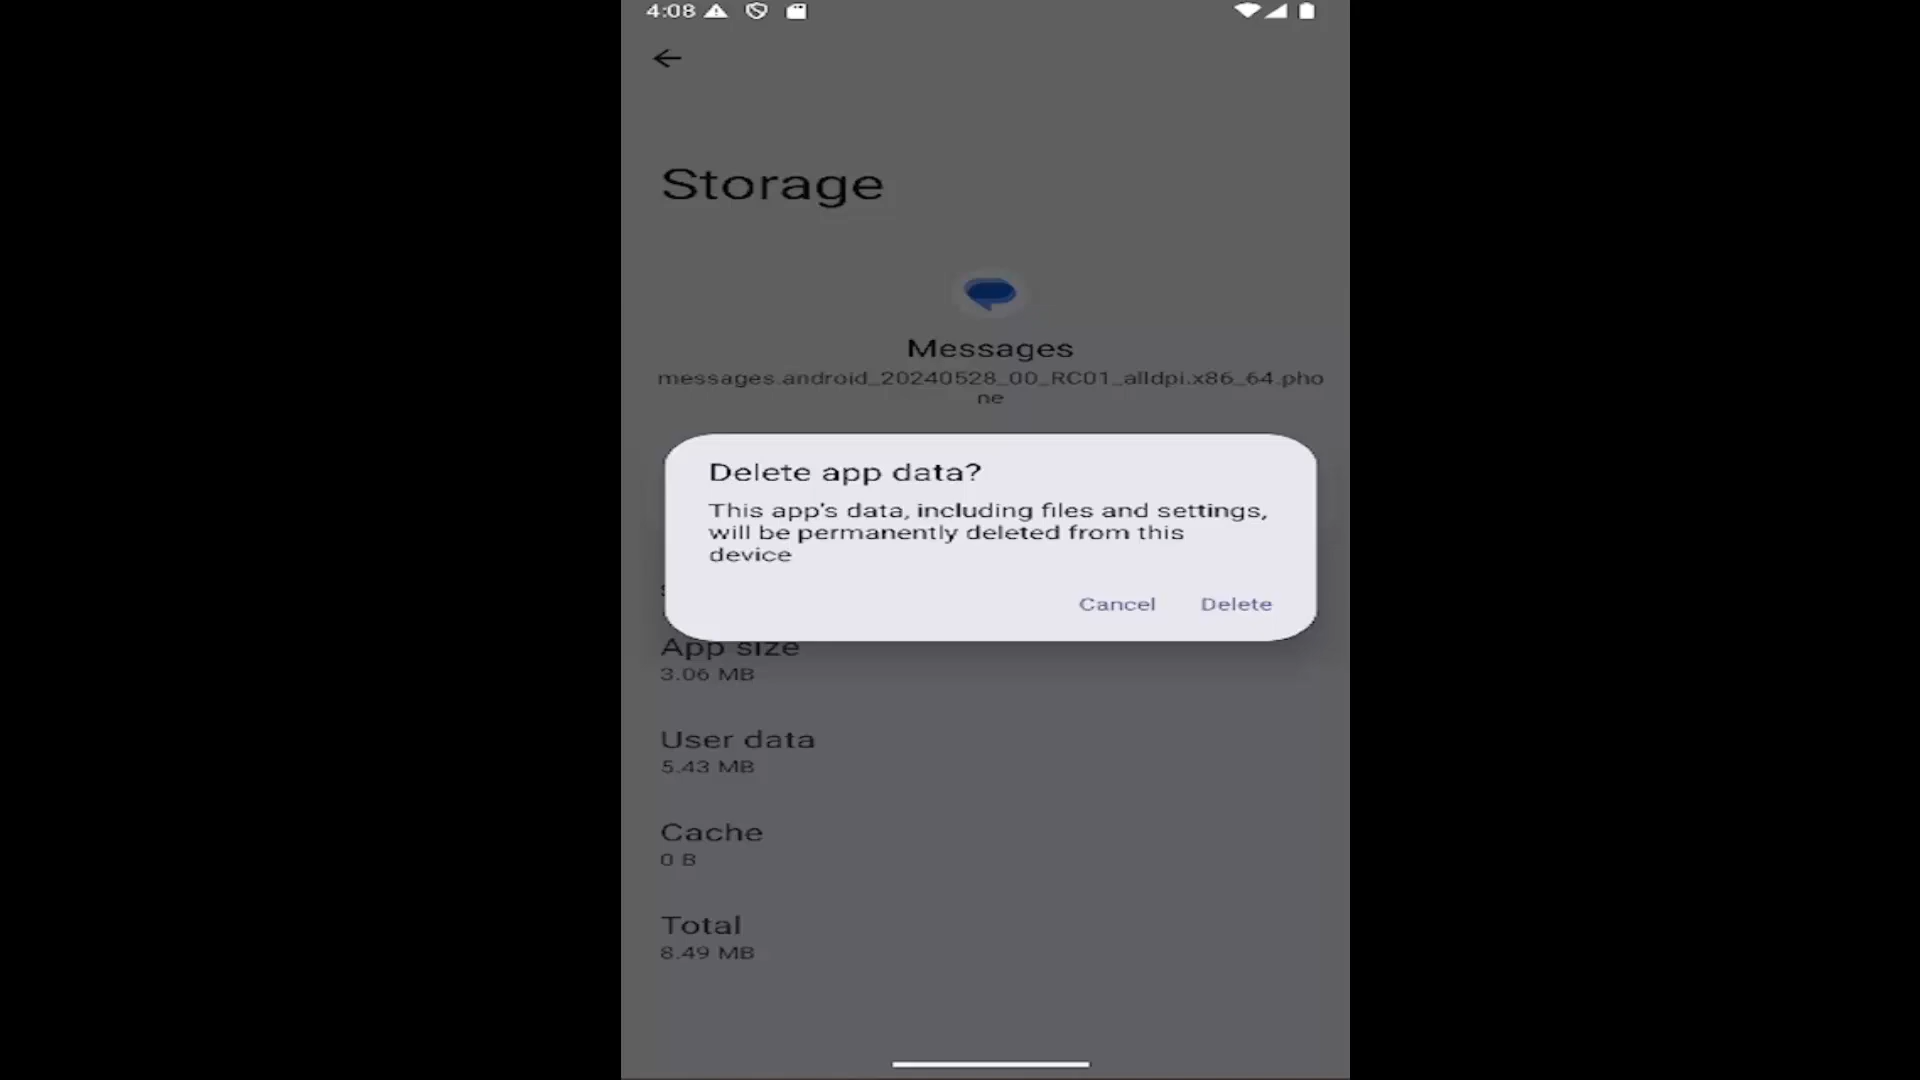 4:08
Storage
Messages
messages.android_20240528_00_RC01_alldpi.x86_64.pho
ne
Delete app data?
This app's data, including files and settings,
will be permanently deleted from this
device
Cancel Delete
App size
3.06 MB
User data
5.43 MB
Cache
0 B
Total
8.49 MB